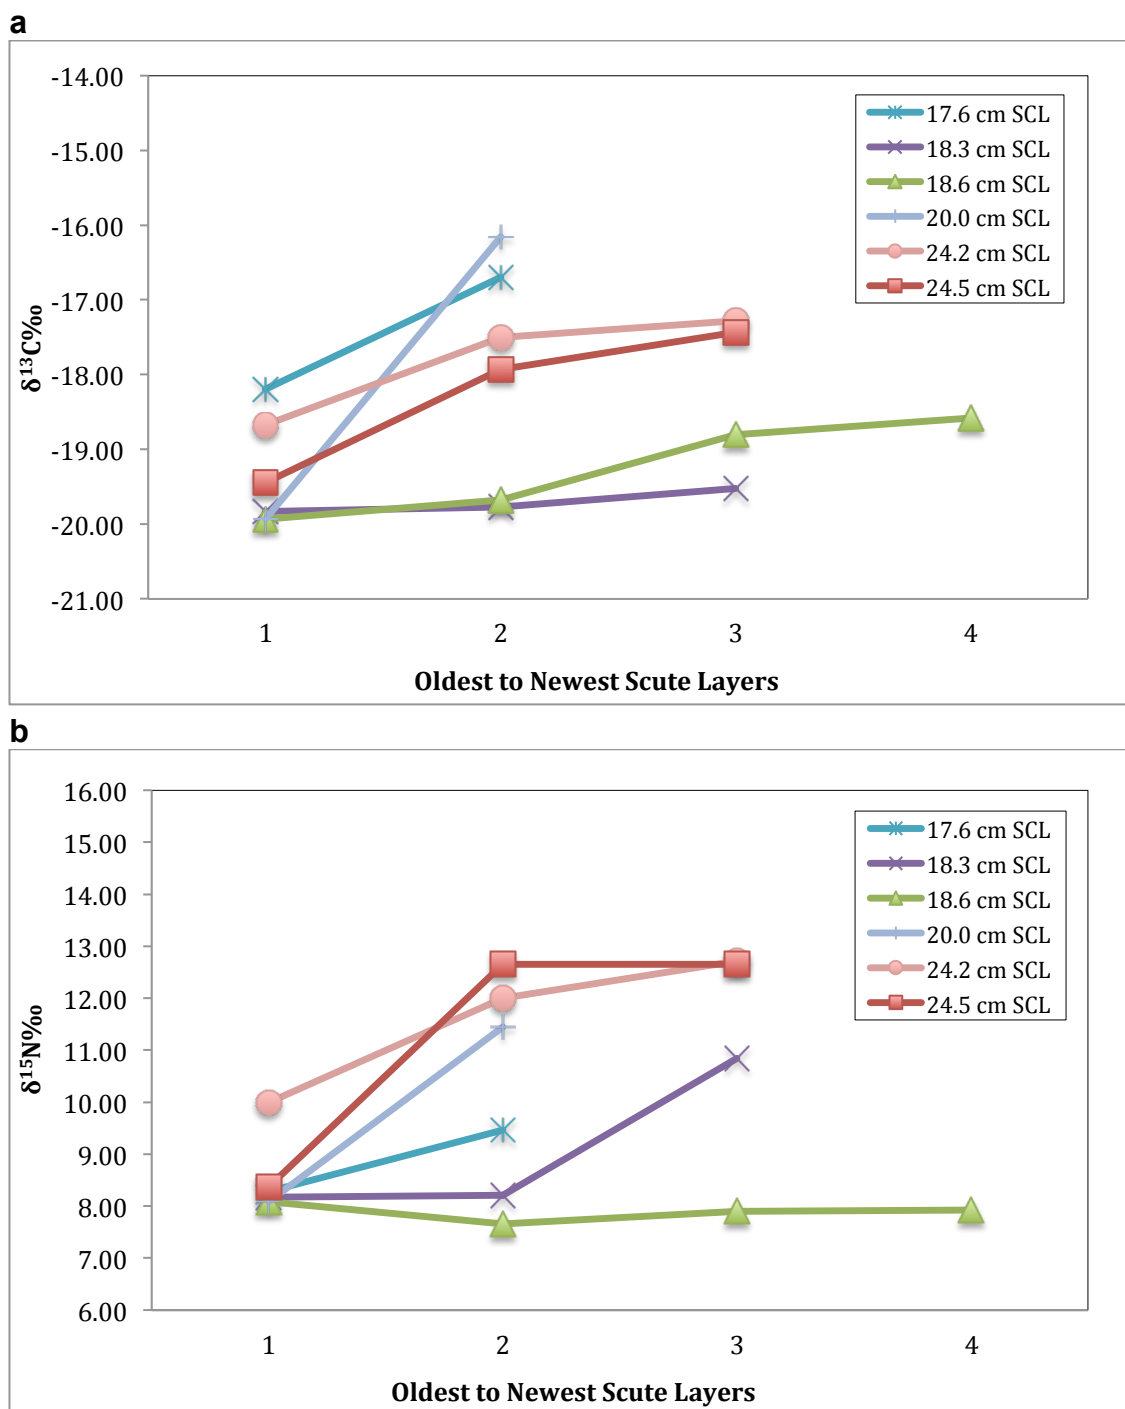 a
-14.00
-15.00
-16.00
-17.00
-18.00
-19.00
-20.00
-21.00
δ¹³C‰
17.6 cm SCL
18.3 cm SCL
18.6 cm SCL
20.0 cm SCL
24.2 cm SCL
24.5 cm SCL
1 2 3 4
Oldest to Newest Scute Layers
b
16.00
15.00
14.00
13.00
12.00
11.00
10.00
9.00
8.00
7.00
6.00
δ¹⁵N‰
17.6 cm SCL
18.3 cm SCL
18.6 cm SCL
20.0 cm SCL
24.2 cm SCL
24.5 cm SCL
1 2 3 4
Oldest to Newest Scute Layers